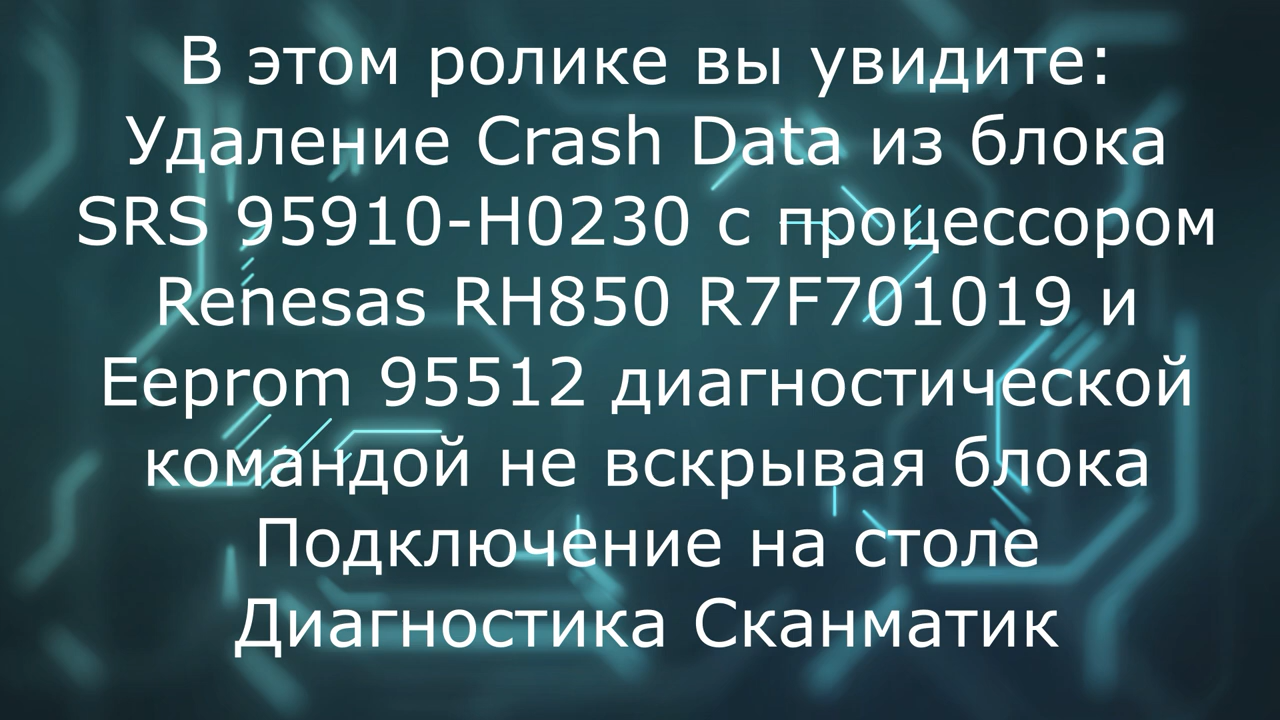 В этом ролике вы увидите:
Удаление Crash Data из блока
SRS 95910-H0230 с процессором
Renesas RH850 R7F701019 и
Eeprom 95512 диагностической
командой не вскрывая блока
Подключение на столе
Диагностика Сканматик